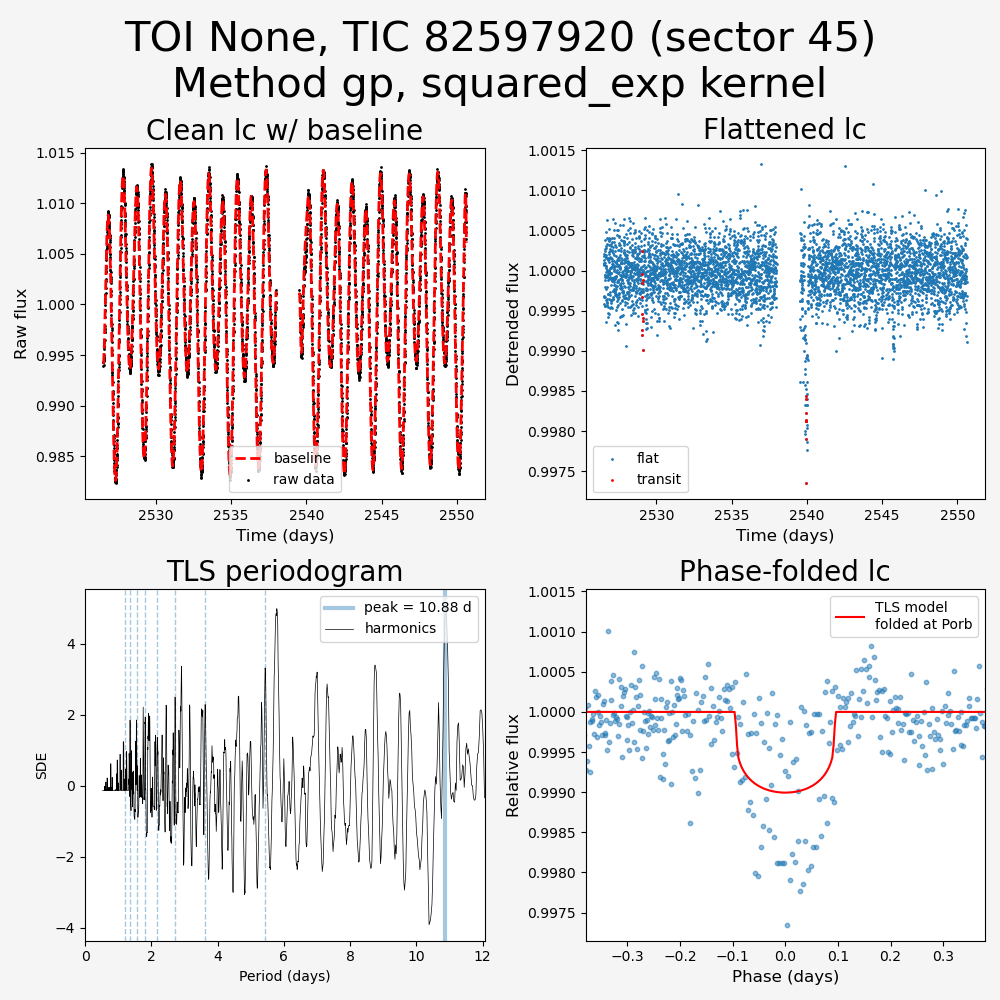 TOI None, TIC 82597920 (sector 45)
Method gp, squared_exp kernel
Clean lc w/ baseline
Raw flux
1.015
1.010
1.005
1.000
0.995
0.990
0.985
baseline
raw data
2530
2535
2540
2545
2550
Time (days)
Flattened lc
Detrended flux
1.0015
1.0010
1.0005
1.0000
0.9995
0.9990
0.9985
0.9980
0.9975
flat
transit
2530
2535
2540
2545
2550
Time (days)
TLS periodogram
SDE
4
2
0
−2
−4
peak = 10.88 d
harmonics
0
2
4
6
8
10
12
Period (days)
Phase-folded lc
Relative flux
1.0015
1.0010
1.0005
1.0000
0.9995
0.9990
0.9985
0.9980
0.9975
TLS model
folded at Porb
−0.3
−0.2
−0.1
0.0
0.1
0.2
0.3
Phase (days)